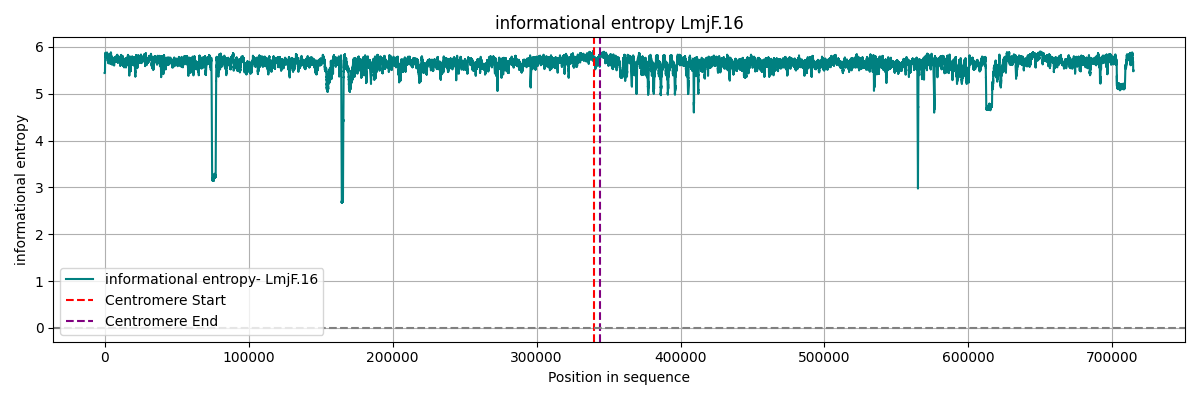 informational entropy LmjF.16
informational entropy
6
5
4
3
2
1
0
informational entropy- LmjF.16
Centromere Start
Centromere End
0 100000 200000 300000 400000 500000 600000 700000
Position in sequence